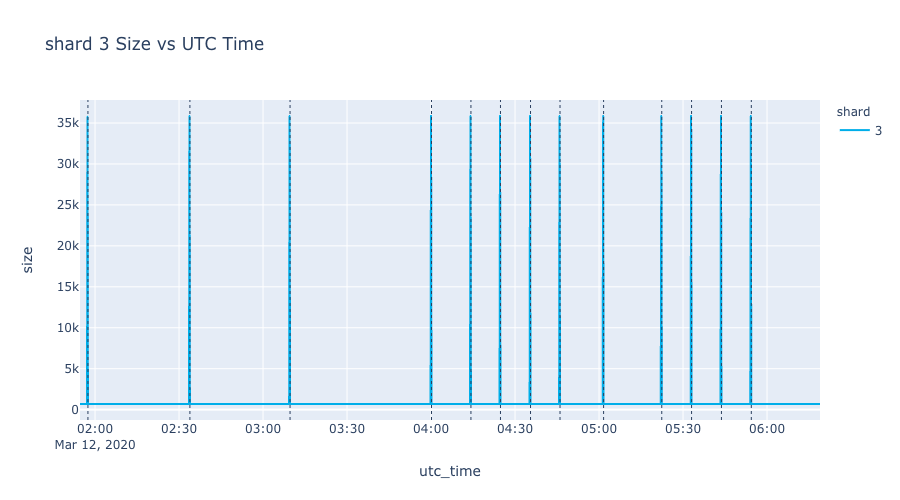 shard 3 Size vs UTC Time
shard
3
35k
30k
25k
20k
15k
10k
5k
0
size
02:00 02:30 03:00 03:30 04:00 04:30 05:00 05:30 06:00
Mar 12, 2020
utc_time